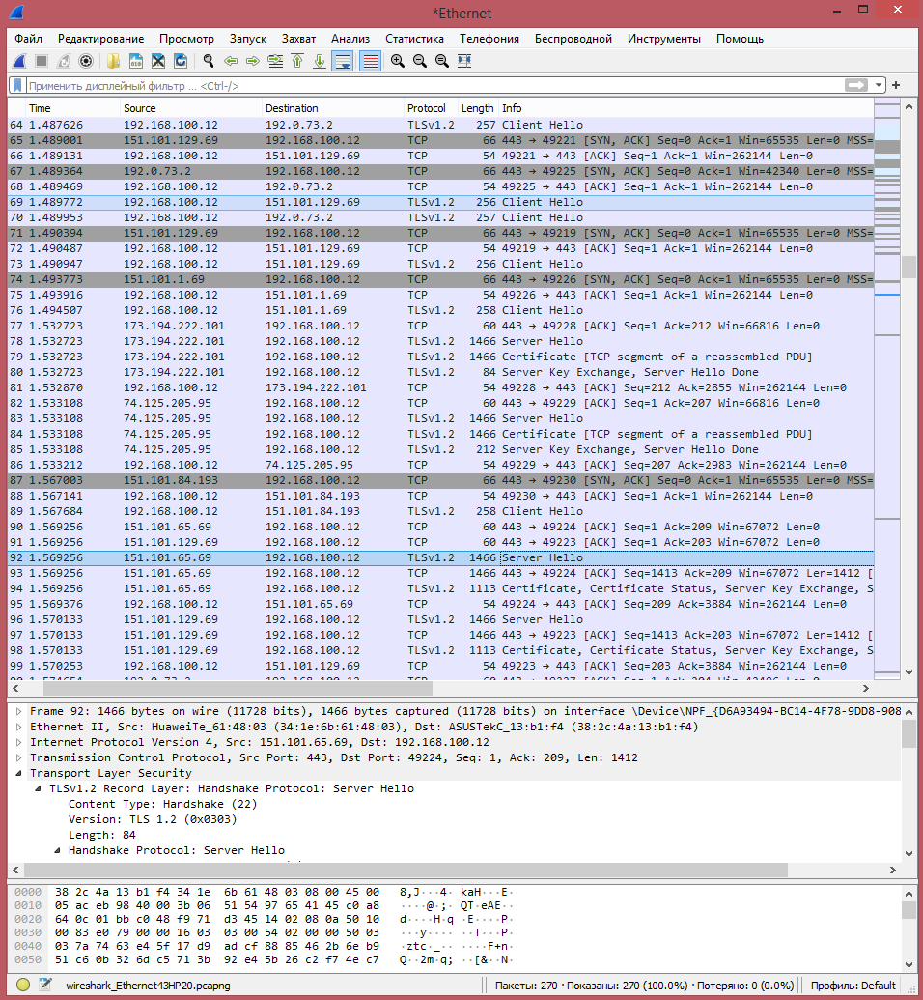 *Ethernet
Файл Редактирование Просмотр Запуск Захват Анализ Статистика Телефония Беспроводной Инструменты Помощь
Применить дисплейный фильтр … <Ctrl-/>
Time Source Destination Protocol Length Info
64 1.487626 192.168.100.12 192.0.73.2 TLSv1.2 257 Client Hello
65 1.489001 151.101.129.69 192.168.100.12 TCP 66 443 → 49221 [SYN, ACK] Seq=0 Ack=1 Win=65535 Len=0 MSS=
66 1.489131 192.168.100.12 151.101.129.69 TCP 54 49221 → 443 [ACK] Seq=1 Ack=1 Win=262144 Len=0
67 1.489364 192.0.73.2 192.168.100.12 TCP 66 443 → 49225 [SYN, ACK] Seq=0 Ack=1 Win=42340 Len=0 MSS=
68 1.489469 192.168.100.12 192.0.73.2 TCP 54 49225 → 443 [ACK] Seq=1 Ack=1 Win=262144 Len=0
69 1.489772 192.168.100.12 151.101.129.69 TLSv1.2 256 Client Hello
70 1.489953 192.168.100.12 192.0.73.2 TLSv1.2 257 Client Hello
71 1.490394 151.101.129.69 192.168.100.12 TCP 66 443 → 49219 [SYN, ACK] Seq=0 Ack=1 Win=65535 Len=0 MSS=
72 1.490487 192.168.100.12 151.101.129.69 TCP 54 49219 → 443 [ACK] Seq=1 Ack=1 Win=262144 Len=0
73 1.490947 192.168.100.12 151.101.129.69 TLSv1.2 256 Client Hello
74 1.493773 151.101.1.69 192.168.100.12 TCP 66 443 → 49226 [SYN, ACK] Seq=0 Ack=1 Win=65535 Len=0 MSS=
75 1.493916 192.168.100.12 151.101.1.69 TCP 54 49226 → 443 [ACK] Seq=1 Ack=1 Win=262144 Len=0
76 1.494507 192.168.100.12 151.101.1.69 TLSv1.2 258 Client Hello
77 1.532723 173.194.222.101 192.168.100.12 TCP 60 443 → 49228 [ACK] Seq=1 Ack=212 Win=66816 Len=0
78 1.532723 173.194.222.101 192.168.100.12 TLSv1.2 1466 Server Hello
79 1.532723 173.194.222.101 192.168.100.12 TLSv1.2 1466 Certificate [TCP segment of a reassembled PDU]
80 1.532723 173.194.222.101 192.168.100.12 TLSv1.2 84 Server Key Exchange, Server Hello Done
81 1.532870 192.168.100.12 173.194.222.101 TCP 54 49228 → 443 [ACK] Seq=212 Ack=2855 Win=262144 Len=0
82 1.533108 74.125.205.95 192.168.100.12 TCP 60 443 → 49229 [ACK] Seq=1 Ack=207 Win=66816 Len=0
83 1.533108 74.125.205.95 192.168.100.12 TLSv1.2 1466 Server Hello
84 1.533108 74.125.205.95 192.168.100.12 TLSv1.2 1466 Certificate [TCP segment of a reassembled PDU]
85 1.533108 74.125.205.95 192.168.100.12 TLSv1.2 212 Server Key Exchange, Server Hello Done
86 1.533212 192.168.100.12 74.125.205.95 TCP 54 49229 → 443 [ACK] Seq=207 Ack=2983 Win=262144 Len=0
87 1.567003 151.101.84.193 192.168.100.12 TCP 66 443 → 49230 [SYN, ACK] Seq=0 Ack=1 Win=65535 Len=0 MSS=
88 1.567141 192.168.100.12 151.101.84.193 TCP 54 49230 → 443 [ACK] Seq=1 Ack=1 Win=262144 Len=0
89 1.567684 192.168.100.12 151.101.84.193 TLSv1.2 258 Client Hello
90 1.569256 151.101.65.69 192.168.100.12 TCP 60 443 → 49224 [ACK] Seq=1 Ack=209 Win=67072 Len=0
91 1.569256 151.101.129.69 192.168.100.12 TCP 60 443 → 49223 [ACK] Seq=1 Ack=203 Win=67072 Len=0
92 1.569256 151.101.65.69 192.168.100.12 TLSv1.2 1466 Server Hello
93 1.569256 151.101.65.69 192.168.100.12 TCP 1466 443 → 49224 [ACK] Seq=1413 Ack=209 Win=67072 Len=1412 [
94 1.569256 151.101.65.69 192.168.100.12 TLSv1.2 1113 Certificate, Certificate Status, Server Key Exchange, S
95 1.569376 192.168.100.12 151.101.65.69 TCP 54 49224 → 443 [ACK] Seq=209 Ack=3884 Win=262144 Len=0
96 1.570133 151.101.129.69 192.168.100.12 TLSv1.2 1466 Server Hello
97 1.570133 151.101.129.69 192.168.100.12 TCP 1466 443 → 49223 [ACK] Seq=1413 Ack=203 Win=67072 Len=1412 [
98 1.570133 151.101.129.69 192.168.100.12 TLSv1.2 1113 Certificate, Certificate Status, Server Key Exchange, S
99 1.570253 192.168.100.12 151.101.129.69 TCP 54 49223 → 443 [ACK] Seq=203 Ack=3884 Win=262144 Len=0
Frame 92: 1466 bytes on wire (11728 bits), 1466 bytes captured (11728 bits) on interface \Device\NPF_{D6A93494-BC14-4F78-9DD8-908
Ethernet II, Src: HuaweiTe_61:48:03 (34:1e:6b:61:48:03), Dst: ASUSTekC_13:b1:f4 (38:2c:4a:13:b1:f4)
Internet Protocol Version 4, Src: 151.101.65.69, Dst: 192.168.100.12
Transmission Control Protocol, Src Port: 443, Dst Port: 49224, Seq: 1, Ack: 209, Len: 1412
Transport Layer Security
TLSv1.2 Record Layer: Handshake Protocol: Server Hello
Content Type: Handshake (22)
Version: TLS 1.2 (0x0303)
Length: 84
Handshake Protocol: Server Hello
0000 38 2c 4a 13 b1 f4 34 1e 6b 61 48 03 08 00 45 00 8,J···4· kaH···E·
0010 05 ac eb 98 40 00 3b 06 51 54 97 65 41 45 c0 a8 ····@·;· QT·eAE··
0020 64 0c 01 bb c0 48 f9 71 d3 45 14 02 08 0a 50 10 d····H·q ·E····P·
0030 00 83 e0 79 00 00 16 03 03 00 54 02 00 00 50 03 ···y···· ··T···P·
0040 03 7a 74 63 e4 5f 17 d9 ad cf 88 85 46 2b 6e b9 ·ztc·_·· ····F+n·
0050 51 c6 0b 32 6d c5 71 3b 92 e4 5b 26 c2 f7 4e c7 Q··2m·q; ··[&··N·
wireshark_Ethernet43HP20.pcapng Пакеты: 270 · Показаны: 270 (100.0%) · Потеряно: 0 (0.0%) Профиль: Default